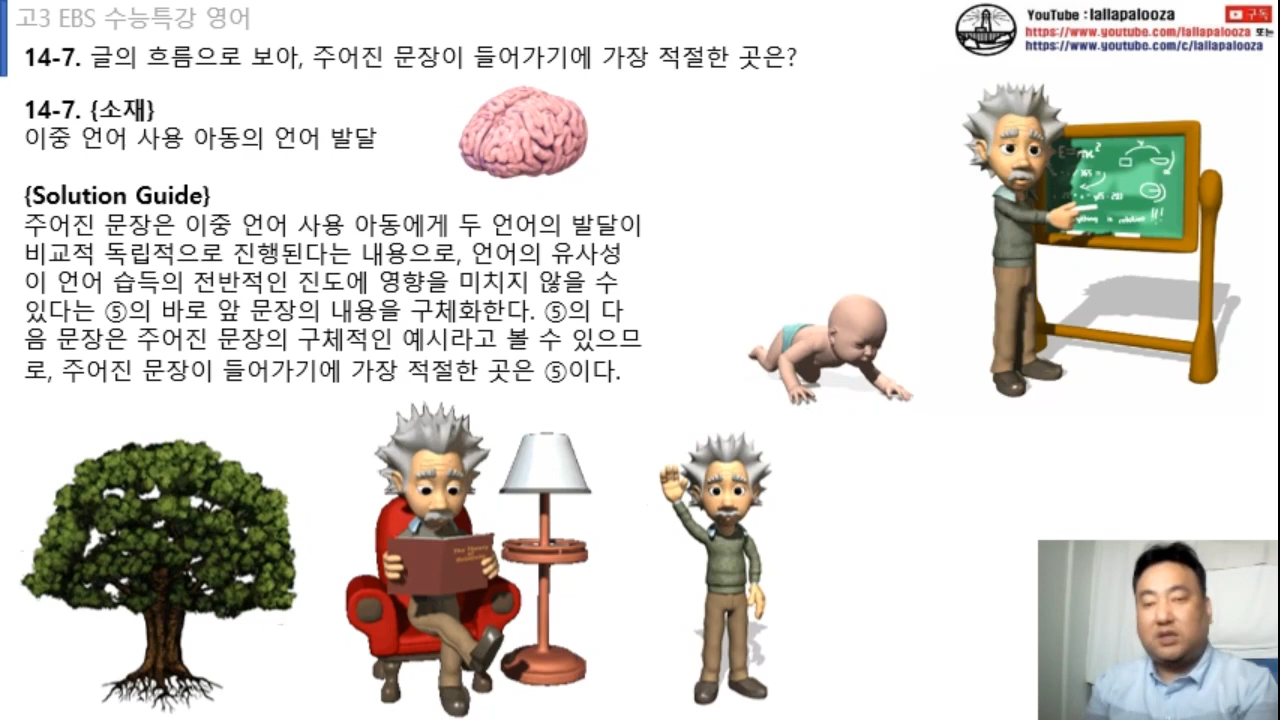 고3 EBS 수능특강 영어
YouTube : lallapalooza
구독
https://www.youtube.com/lallapalooza 또는
https://www.youtube.com/c/lallapalooza
14-7. 글의 흐름으로 보아, 주어진 문장이 들어가기에 가장 적절한 곳은?
14-7. {소재}
이중 언어 사용 아동의 언어 발달
{Solution Guide}
주어진 문장은 이중 언어 사용 아동에게 두 언어의 발달이
비교적 독립적으로 진행된다는 내용으로, 언어의 유사성
이 언어 습득의 전반적인 진도에 영향을 미치지 않을 수
있다는 ⑤의 바로 앞 문장의 내용을 구체화한다. ⑤의 다
음 문장은 주어진 문장의 구체적인 예시라고 볼 수 있으므
로, 주어진 문장이 들어가기에 가장 적절한 곳은 ⑤이다.